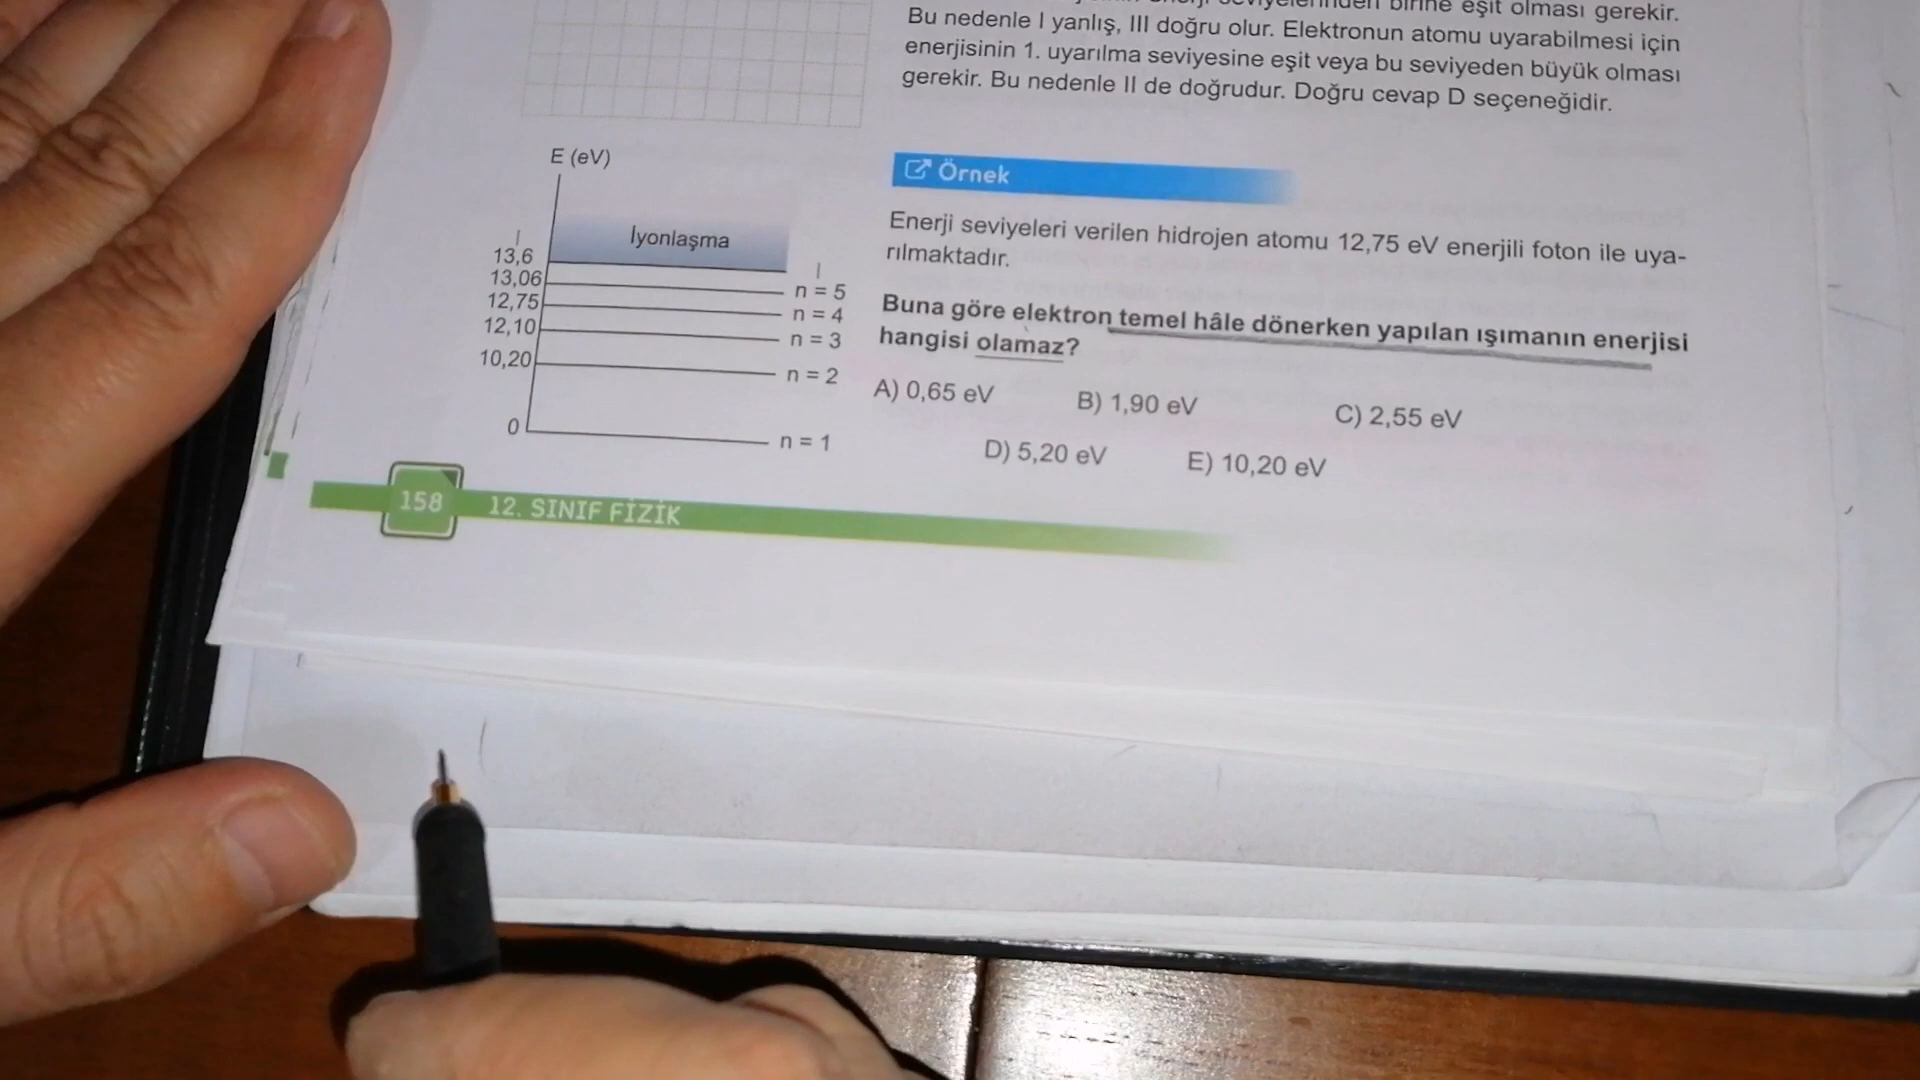 birine eşit olması gerekir.
Bu nedenle I yanlış, III doğru olur. Elektronun atomu uyarabilmesi için
enerjisinin 1. uyarılma seviyesine eşit veya bu seviyeden büyük olması
gerekir. Bu nedenle II de doğrudur. Doğru cevap D seçeneğidir.
E (eV)
İyonlaşma
13,6
13,06
n = 5
12,75
n = 4
12,10
n = 3
10,20
n = 2
0
n = 1
Örnek
Enerji seviyeleri verilen hidrojen atomu 12,75 eV enerjili foton ile uya-
rılmaktadır.
Buna göre elektron temel hâle dönerken yapılan ışımanın enerjisi
hangisi olamaz?
A) 0,65 eV B) 1,90 eV C) 2,55 eV
D) 5,20 eV E) 10,20 eV
158 12. SINIF FİZİK